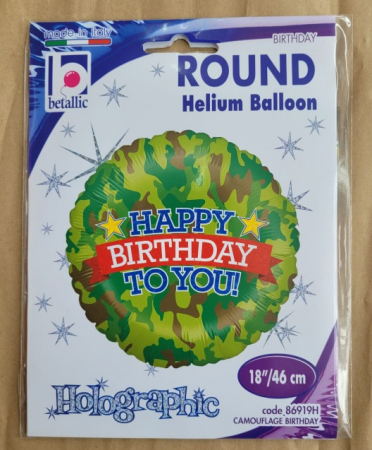 made in Italy
BIRTHDAY
b
betallic
ROUND
Helium Balloon
HAPPY
BIRTHDAY
TO YOU!
18"/46 cm
Holographic
code 86919H
CAMOUFLAGE BIRTHDAY